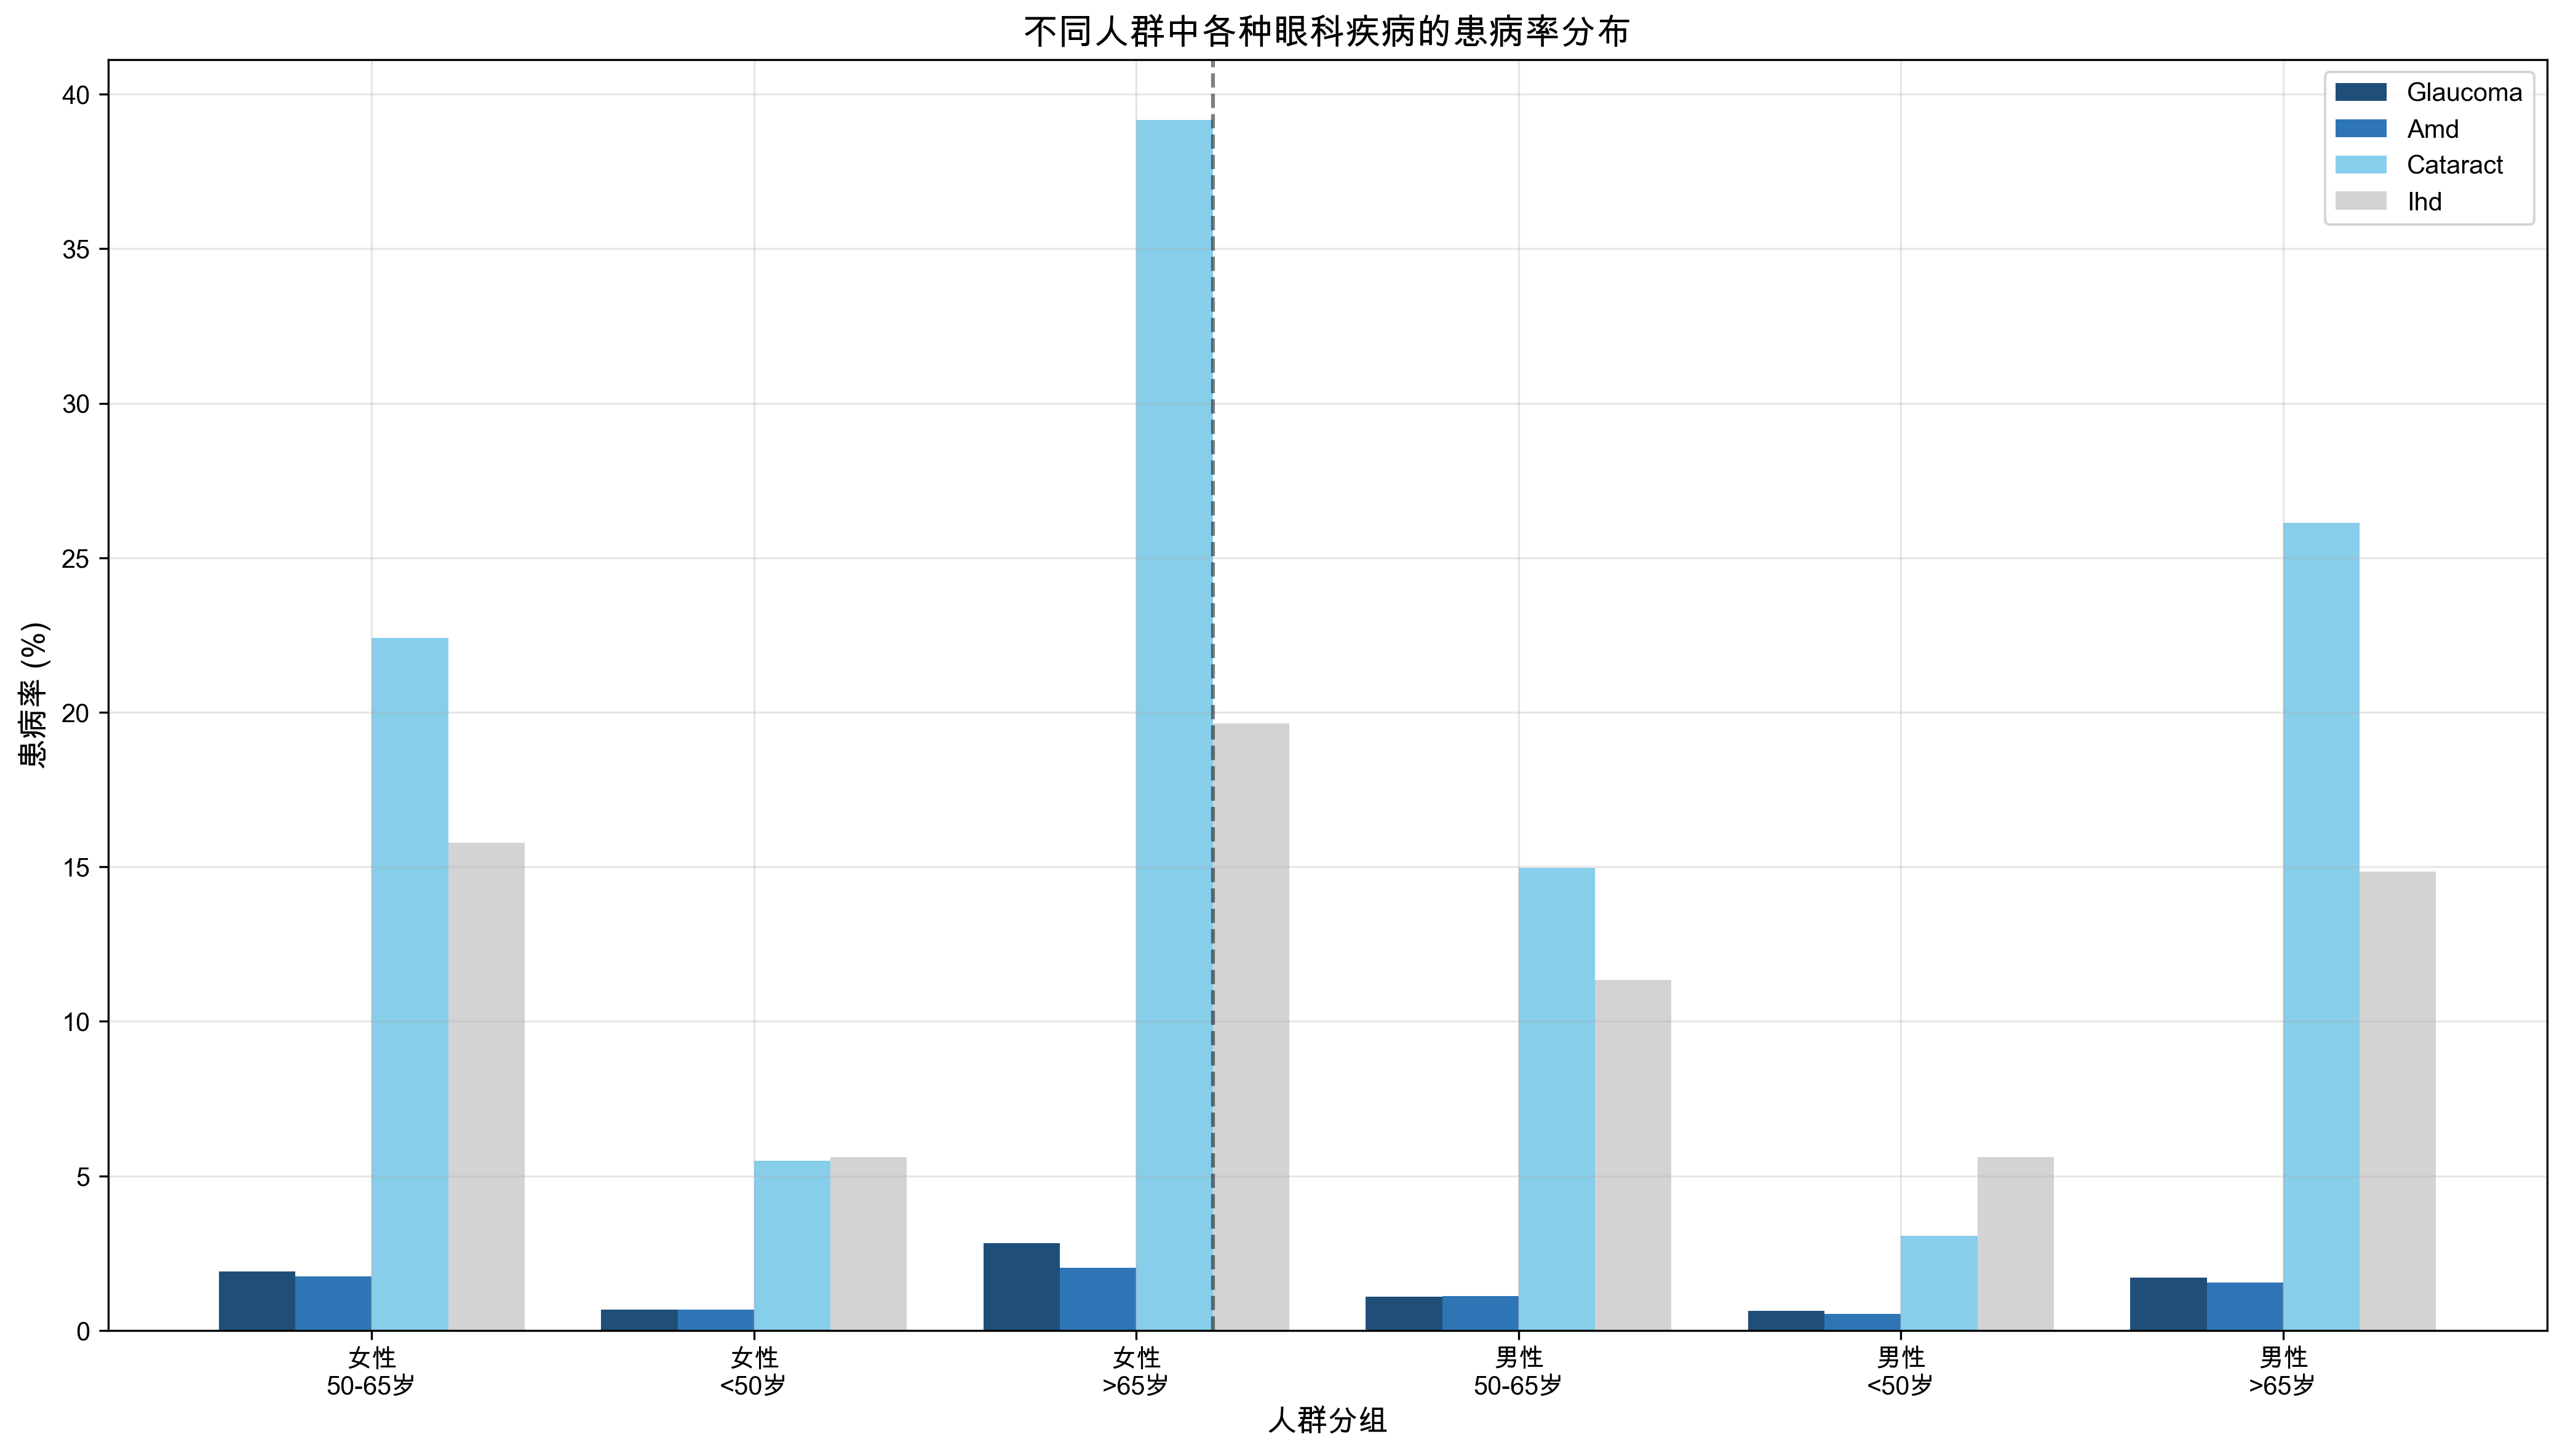 不同人群中各种眼科疾病的患病率分布
Glaucoma
Amd
Cataract
Ihd
患病率 (%)
40
35
30
25
20
15
10
5
0
女性
50-65岁
女性
<50岁
女性
>65岁
男性
50-65岁
男性
<50岁
男性
>65岁
人群分组